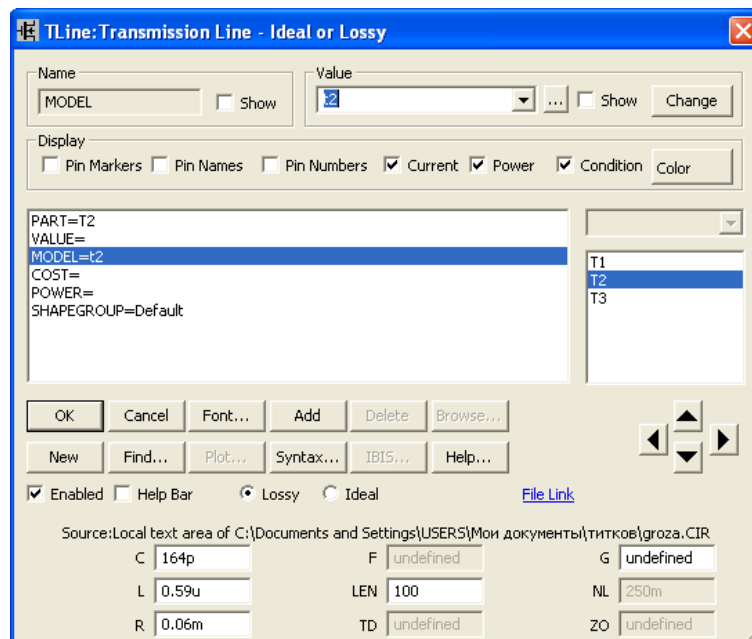 TLine:Transmission Line - Ideal or Lossy
Name
MODEL
Show
Value
t2
...
Show
Change
Display
Pin Markers
Pin Names
Pin Numbers
Current
Power
Condition
Color
PART=T2
VALUE=
MODEL=t2
COST=
POWER=
SHAPEGROUP=Default
T1
T2
T3
OK
Cancel
Font...
Add
Delete
Browse...
New
Find...
Plot...
Syntax...
IBIS...
Help...
Enabled
Help Bar
Lossy
Ideal
File Link
Source:Local text area of C:\Documents and Settings\USERS\Мои документы\титков\groza.CIR
C 164p
F undefined
G undefined
L 0.59u
LEN 100
NL 250m
R 0.06m
TD undefined
ZO undefined